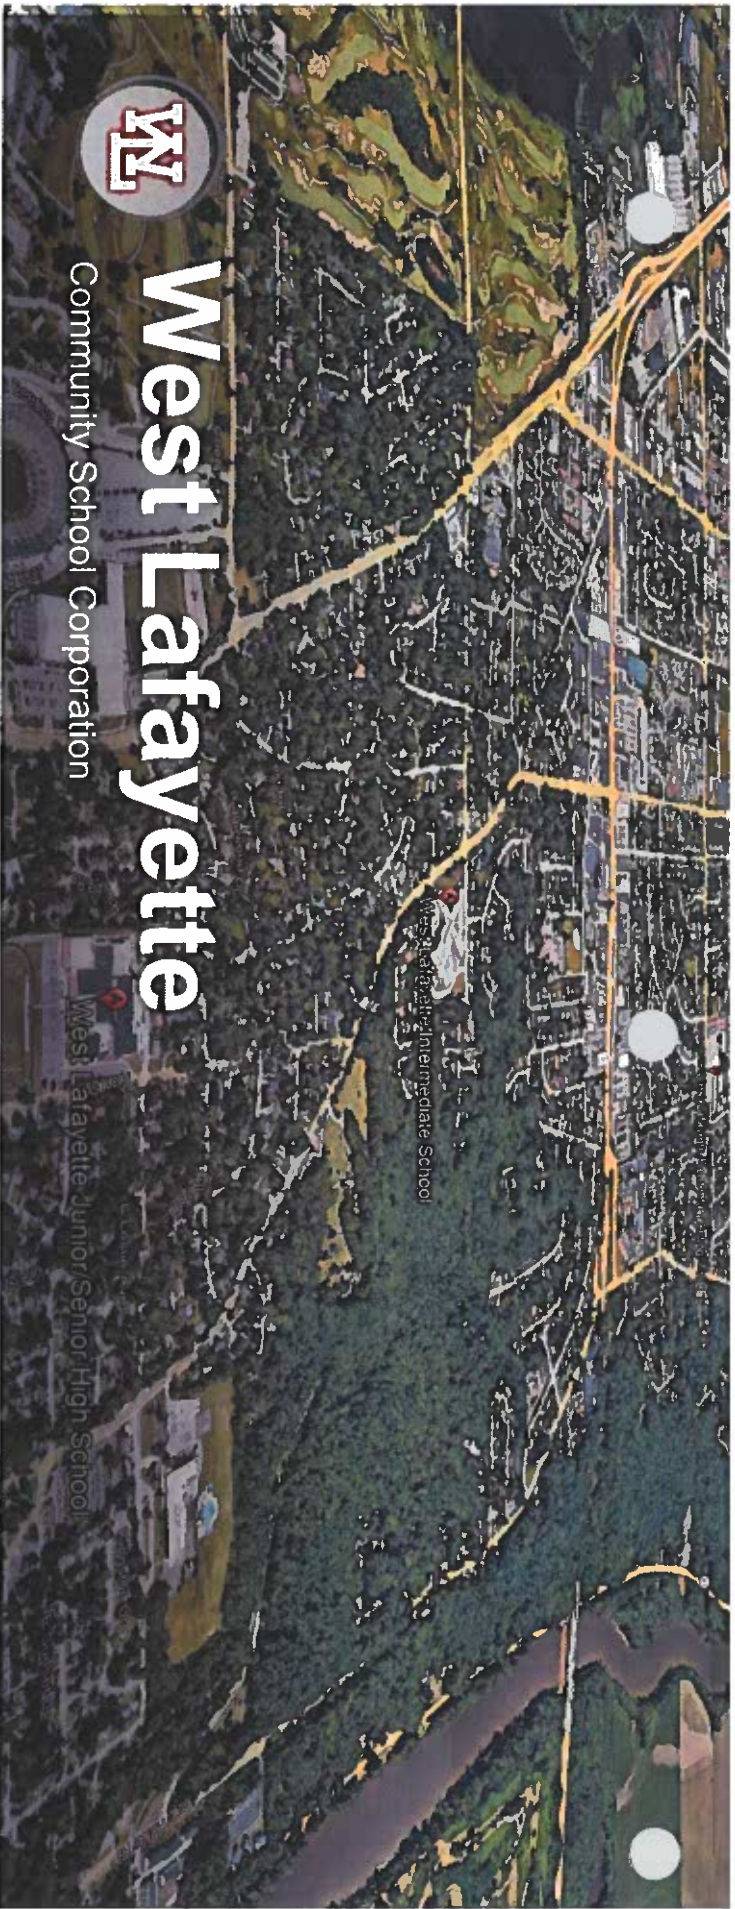 West Lafayette Intermediate School
WL
West Lafayette
Community School Corporation
West Lafayette Junior/Senior High School